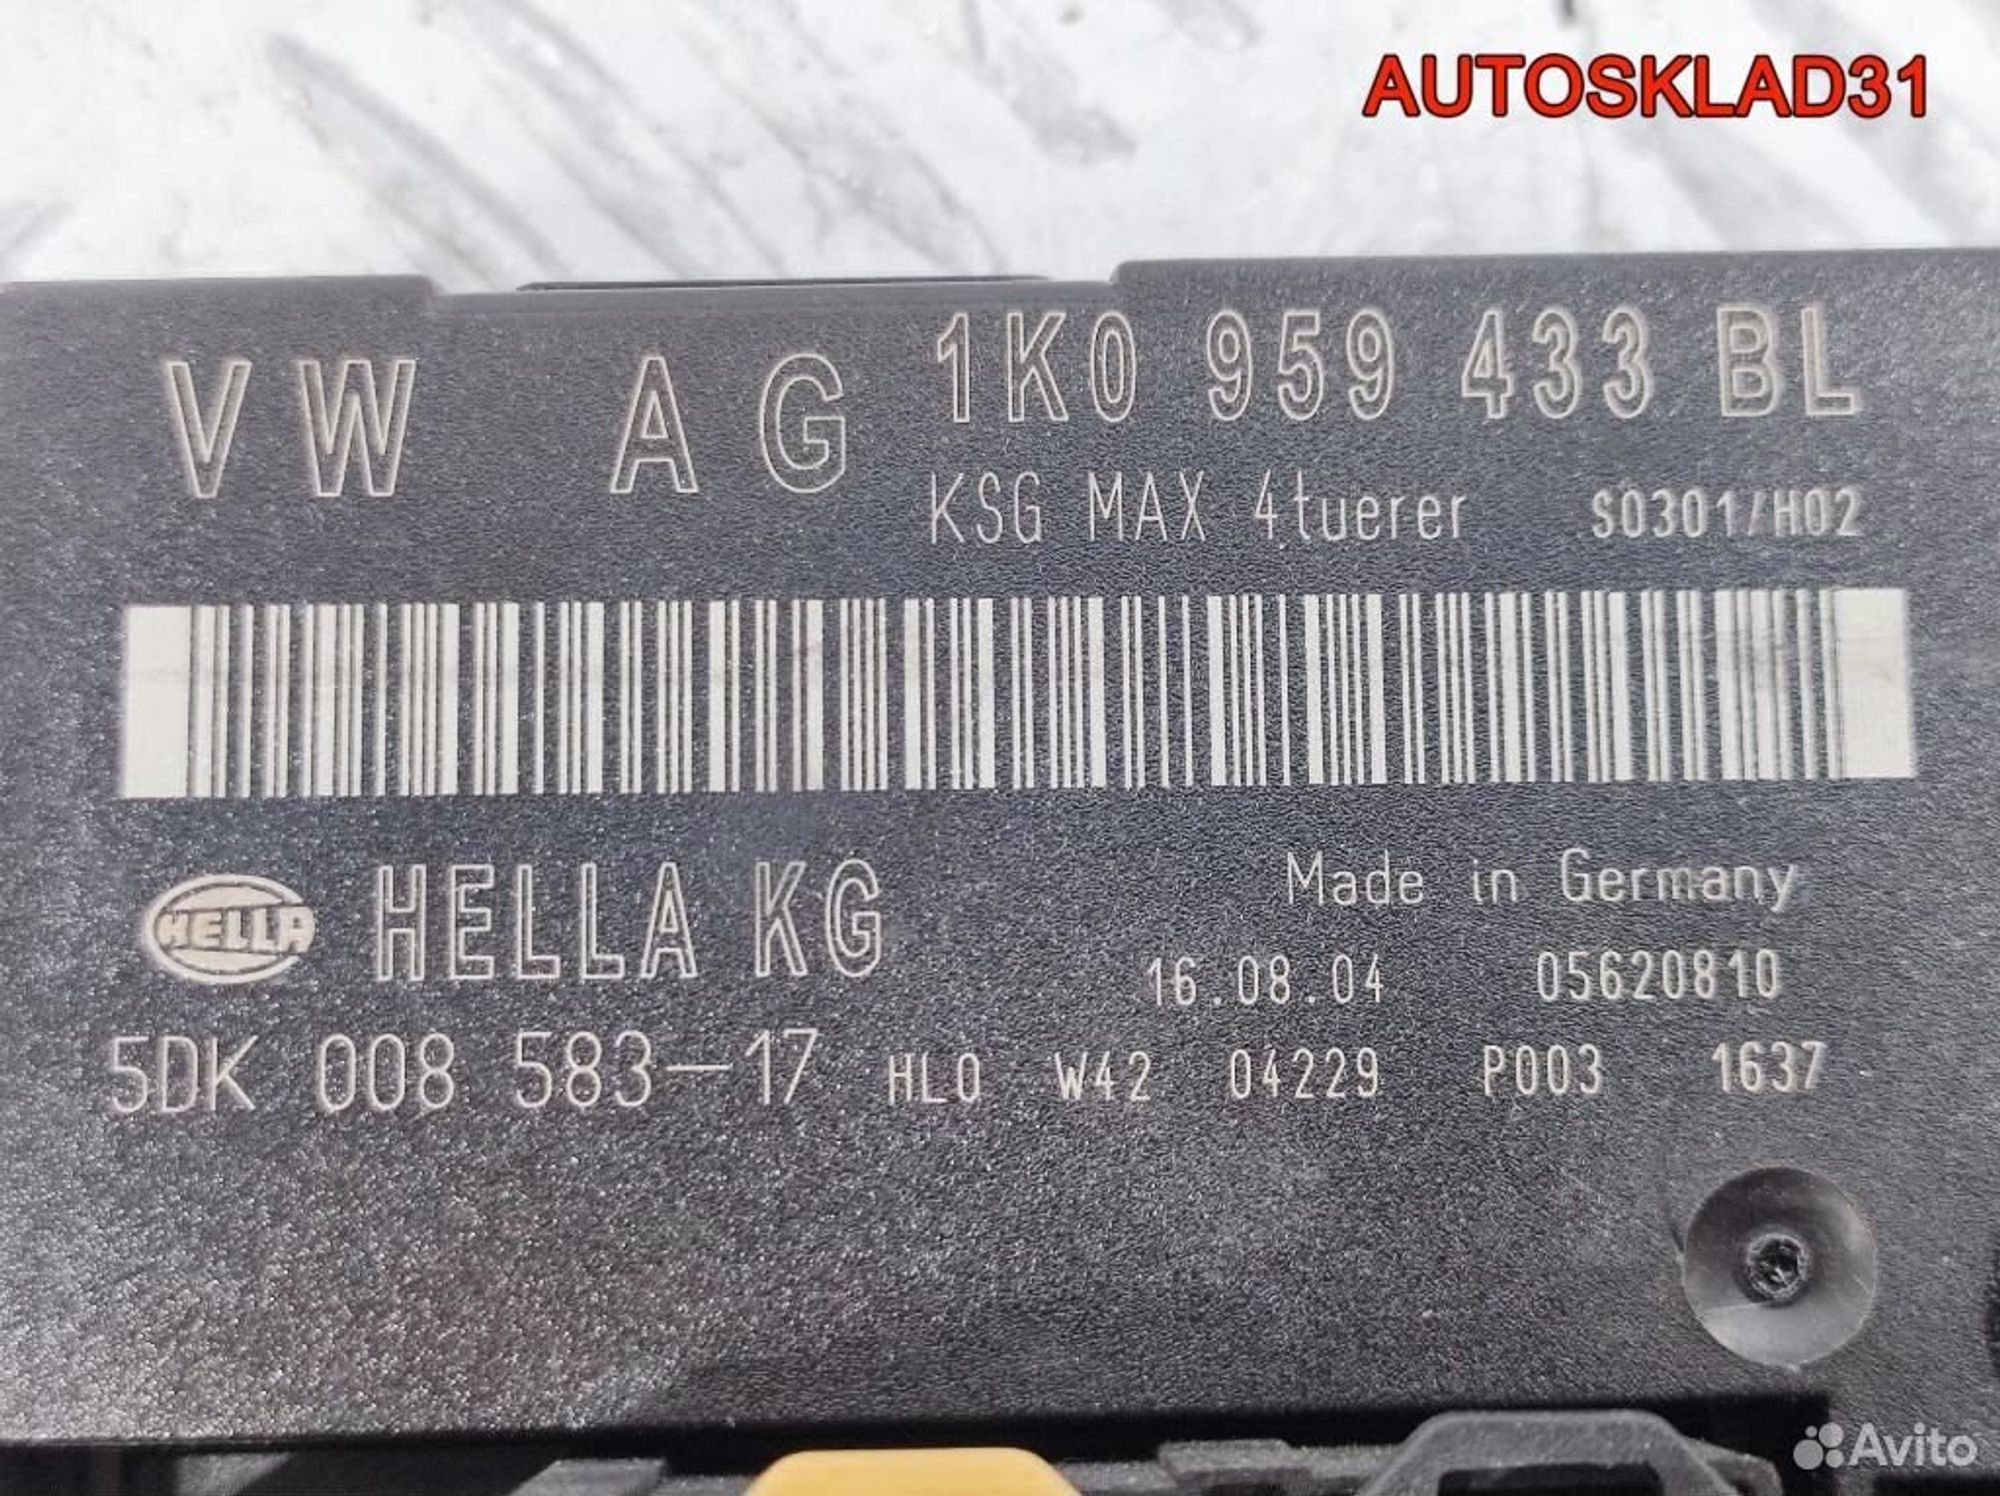 AUTOSKLAD31
VW AG 1K0 959 433 BL
KSG MAX 4tuerer S0301/H02
HELLA HELLA KG Made in Germany
16.08.04 05620810
5DK 008 583-17 HLO W42 04229 P003 1637
Avito